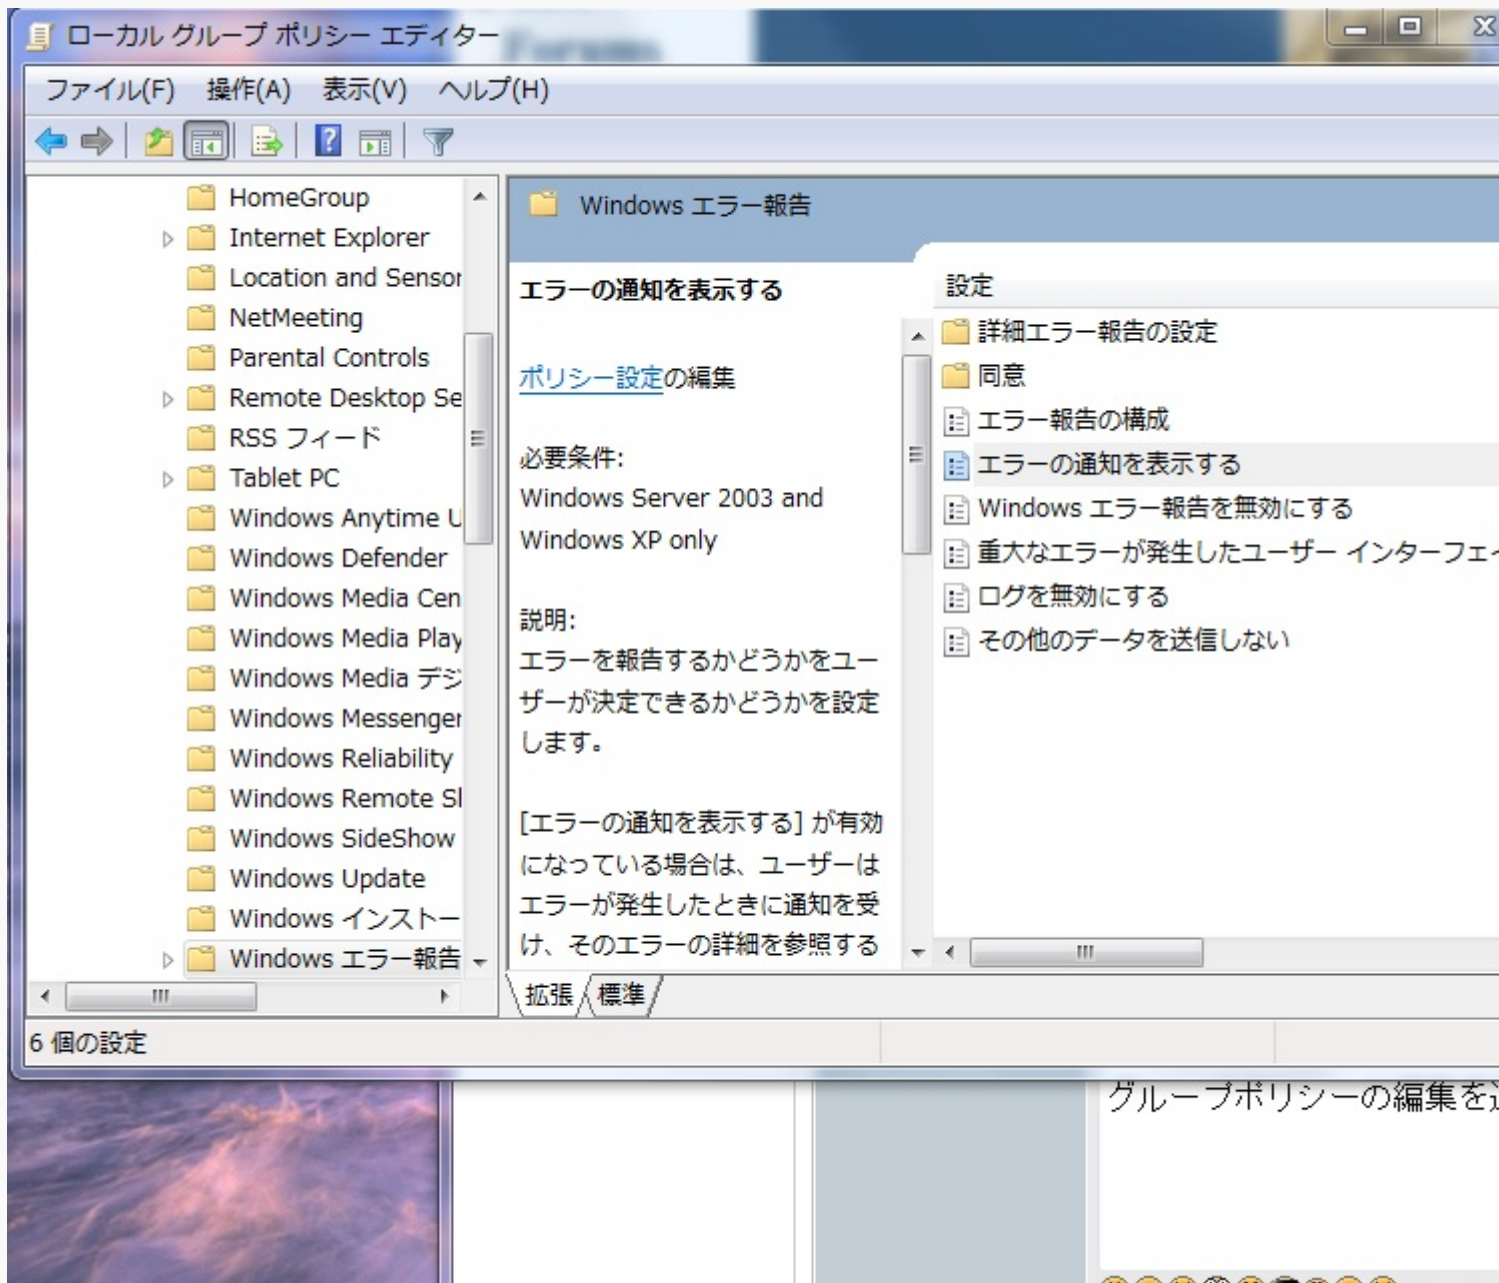 ローカル グループ ポリシー エディター
Forums
ファイル(F) 操作(A) 表示(V) ヘルプ(H)
HomeGroup
Internet Explorer
Location and Sensor
NetMeeting
Parental Controls
Remote Desktop Se
RSS フィード
Tablet PC
Windows Anytime U
Windows Defender
Windows Media Cen
Windows Media Play
Windows Media デジ
Windows Messenger
Windows Reliability
Windows Remote Sl
Windows SideShow
Windows Update
Windows インストー
Windows エラー報告
Windows エラー報告
エラーの通知を表示する
ポリシー設定の編集
必要条件:
Windows Server 2003 and
Windows XP only
説明:
エラーを報告するかどうかをユー
ザーが決定できるかどうかを設定
します。
[エラーの通知を表示する] が有効
になっている場合は、ユーザーは
エラーが発生したときに通知を受
け、そのエラーの詳細を参照する
設定
詳細エラー報告の設定
同意
エラー報告の構成
エラーの通知を表示する
Windows エラー報告を無効にする
重大なエラーが発生したユーザー インターフェイ
ログを無効にする
その他のデータを送信しない
拡張 標準
6 個の設定
グループポリシーの編集を